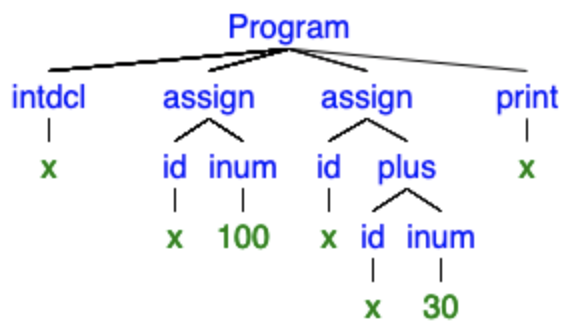 Program
intdcl assign assign print
x id inum id plus x
x 100 x id inum
x 30